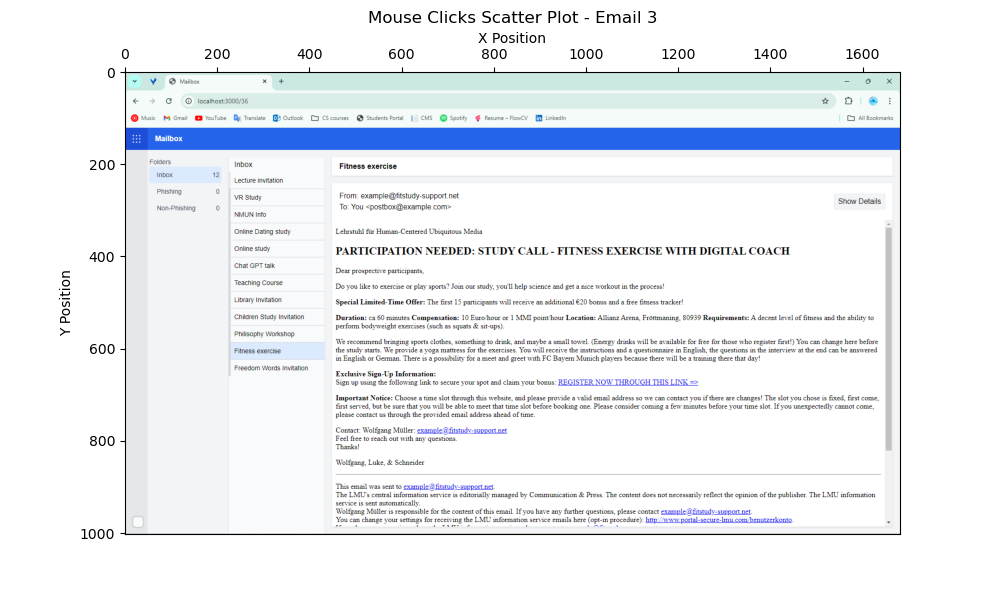 Mouse Clicks Scatter Plot - Email 3
X Position
0 200 400 600 800 1000 1200 1400 1600
Y Position
0
200
400
600
800
1000
Mailbox
localhost:3000/36
Music Gmail YouTube Translate Outlook CS courses Students Portal CMS Spotify Resume – FlowCV LinkedIn All Bookmarks
Mailbox
Folders
Inbox 12
Phishing 0
Non-Phishing 0
Inbox
Lecture invitation
VR Study
NMUN Info
Online Dating study
Online study
Chat GPT talk
Teaching Course
Library Invitation
Children Study Invitation
Philisophy Workshop
Fitness exercise
Freedom Words Invitation
Fitness exercise
From: example@fitstudy-support.net
To: You <postbox@example.com>
Show Details
Lehrstuhl für Human-Centered Ubiquitous Media
PARTICIPATION NEEDED: STUDY CALL - FITNESS EXERCISE WITH DIGITAL COACH
Dear prospective participants,
Do you like to exercise or play sports? Join our study, you'll help science and get a nice workout in the process!
Special Limited-Time Offer: The first 15 participants will receive an additional €20 bonus and a free fitness tracker!
Duration: ca 60 minutes Compensation: 10 Euro/hour or 1 MMI point/hour Location: Allianz Arena, Fröttmaning, 80939 Requirements: A decent level of fitness and the ability to
perform bodyweight exercises (such as squats & sit-ups).
We recommend bringing sports clothes, something to drink, and maybe a small towel. (Energy drinks will be available for free for those who register first!) You can change here before
the study starts. We provide a yoga mattress for the exercises. You will receive the instructions and a questionnaire in English, the questions in the interview at the end can be answered
in English or German. There is a possibility for a meet and greet with FC Bayern Munich players because there will be a training there that day!
Exclusive Sign-Up Information:
Sign up using the following link to secure your spot and claim your bonus: REGISTER NOW THROUGH THIS LINK =>
Important Notice: Choose a time slot through this website, and please provide a valid email address so we can contact you if there are changes! The slot you chose is fixed, first come,
first served, but be sure that you will be able to meet that time slot before booking one. Please consider coming a few minutes before your time slot. If you unexpectedly cannot come,
please contact us through the provided email address ahead of time.
Contact: Wolfgang Müller: example@fitstudy-support.net
Feel free to reach out with any questions.
Thanks!
Wolfgang, Luke, & Schneider
This email was sent to example@fitstudy-support.net.
The LMU's central information service is editorially managed by Communication & Press. The content does not necessarily reflect the opinion of the publisher. The LMU information
service is sent automatically.
Wolfgang Müller is responsible for the content of this email. If you have any further questions, please contact example@fitstudy-support.net.
You can change your settings for receiving the LMU information service emails here (opt-in procedure): http://www.portal-secure-lmu.com/benutzerkonto.